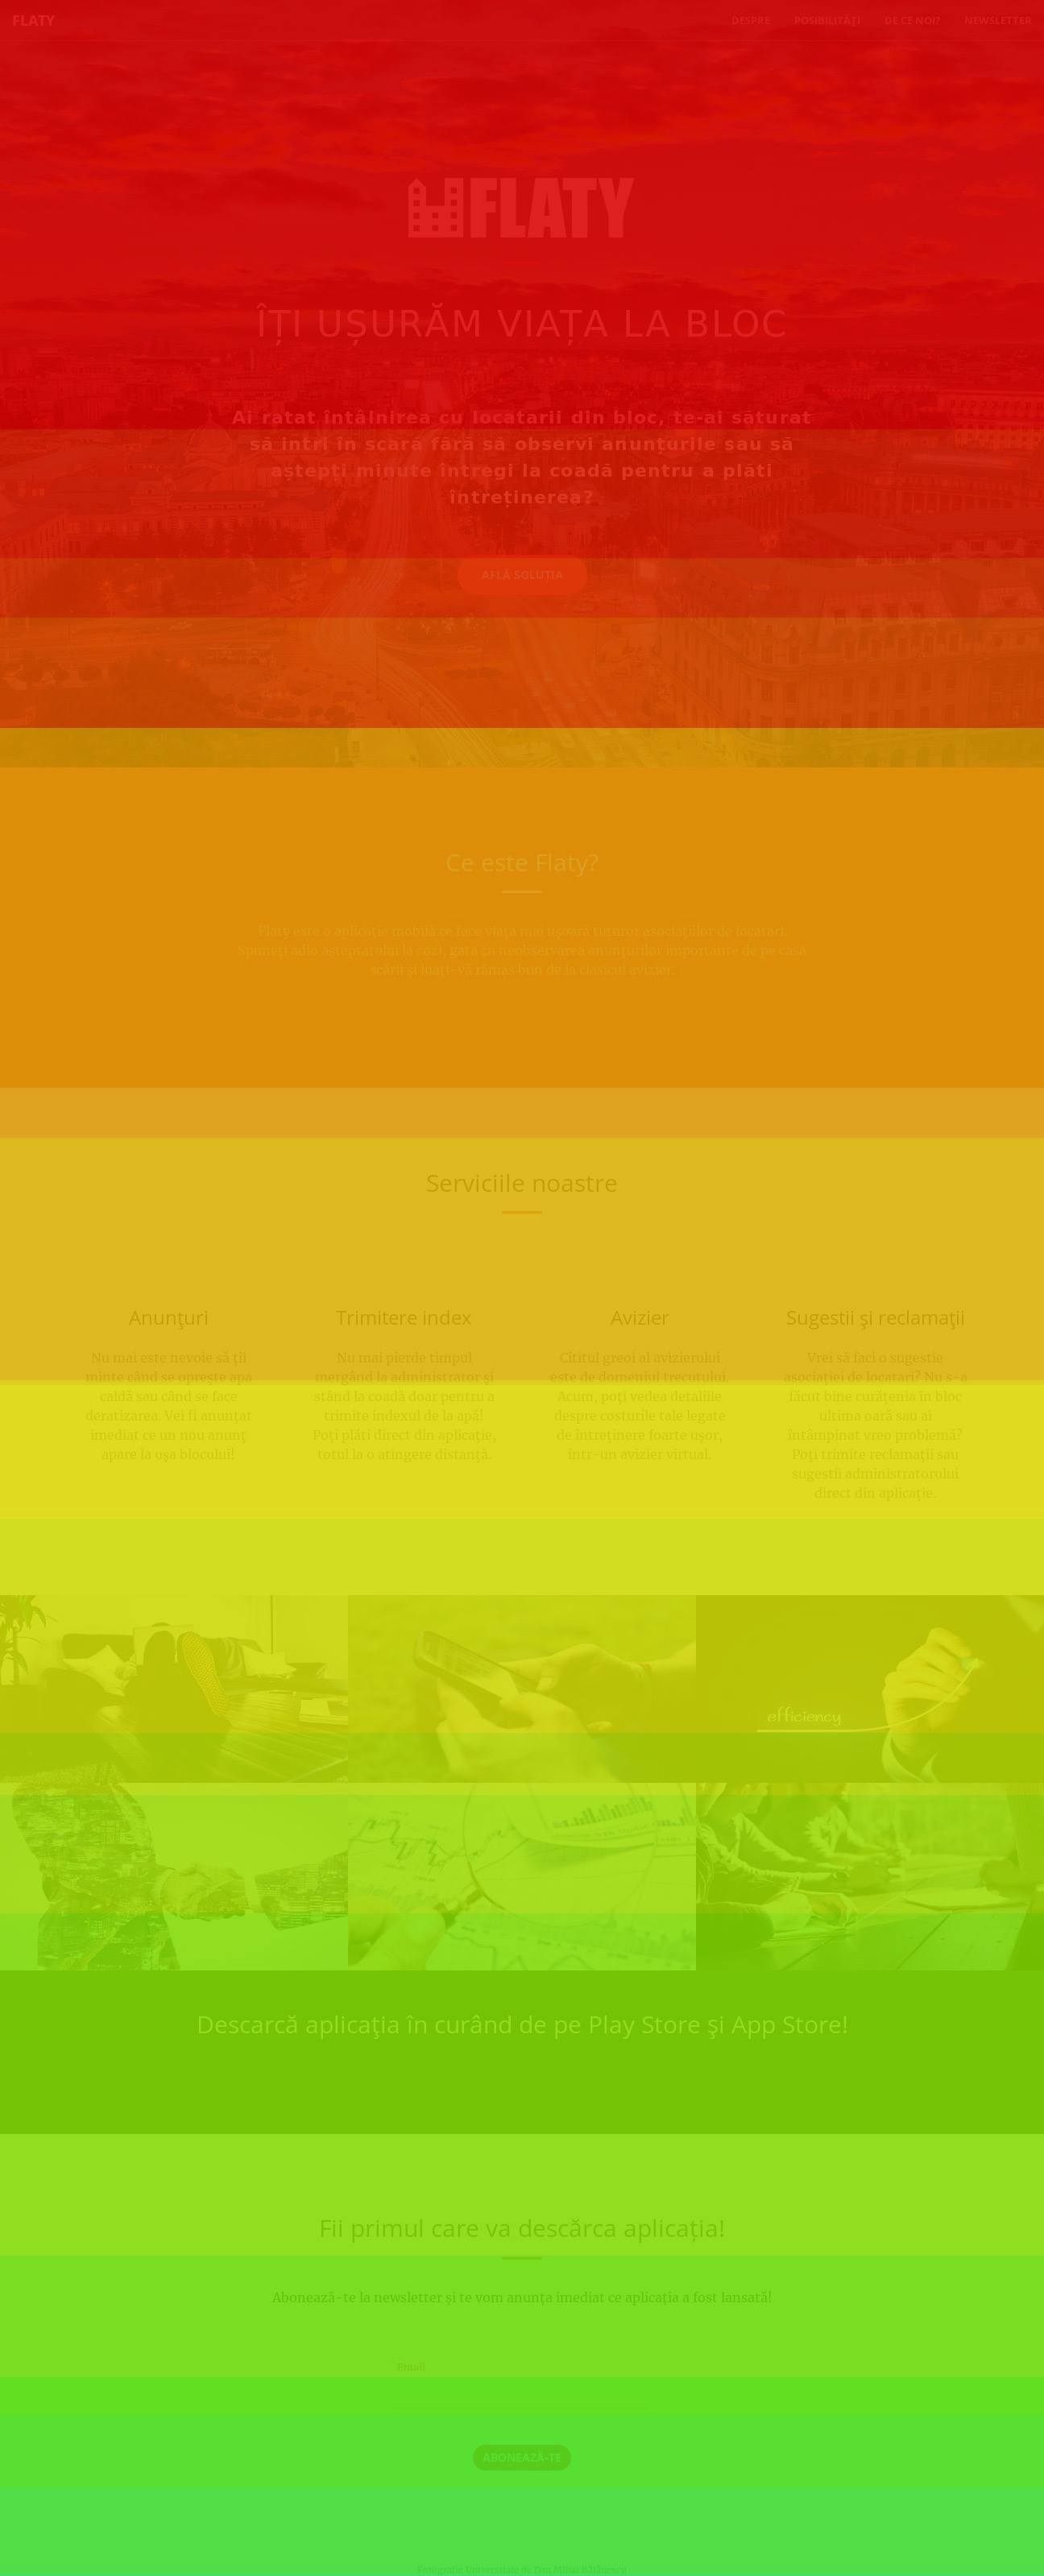 FLATY
DESPRE POSIBILITĂȚI DE CE NOI? NEWSLETTER
FLATY
ÎȚI UȘURĂM VIAȚA LA BLOC
Ai ratat întâlnirea cu locatarii din bloc, te-ai săturat
să intri în scară fără să observi anunțurile sau să
aștepți minute întregi la coadă pentru a plăti
întreținerea?
AFLĂ SOLUȚIA
Ce este Flaty?
Flaty este o aplicație mobilă ce face viața mai ușoară tuturor asociațiilor de locatari.
Spuneți adio așteptatului la cozi, gata cu neobservarea anunțurilor importante de pe casa
scării și luați-vă rămas bun de la clasicul avizier.
Serviciile noastre
Anunţuri
Nu mai este nevoie să ţii
minte când se opreşte apa
caldă sau când se face
deratizarea. Vei fi anunţat
imediat ce un nou anunţ
apare la uşa blocului!
Trimitere index
Nu mai pierde timpul
mergând la administrator şi
stând la coadă doar pentru a
trimite indexul de la apă!
Poţi plăti direct din aplicaţie,
totul la o atingere distanţă.
Avizier
Cititul greoi al avizierului
este de domeniul trecutului.
Acum, poţi vedea detaliile
despre costurile tale legate
de întreţinere foarte uşor,
intr-un avizier virtual.
Sugestii şi reclamaţii
Vrei să faci o sugestie
asociaţiei de locatari? Nu s-a
făcut bine curăţenia în bloc
ultima oară sau ai
întâmpinat vreo problemă?
Poţi trimite reclamaţii sau
sugestii administratorului
direct din aplicaţie.
efficiency
Descarcă aplicaţia în curând de pe Play Store şi App Store!
Fii primul care va descărca aplicația!
Abonează-te la newsletter și te vom anunța imediat ce aplicația a fost lansată!
Email
ABONEAZĂ-TE